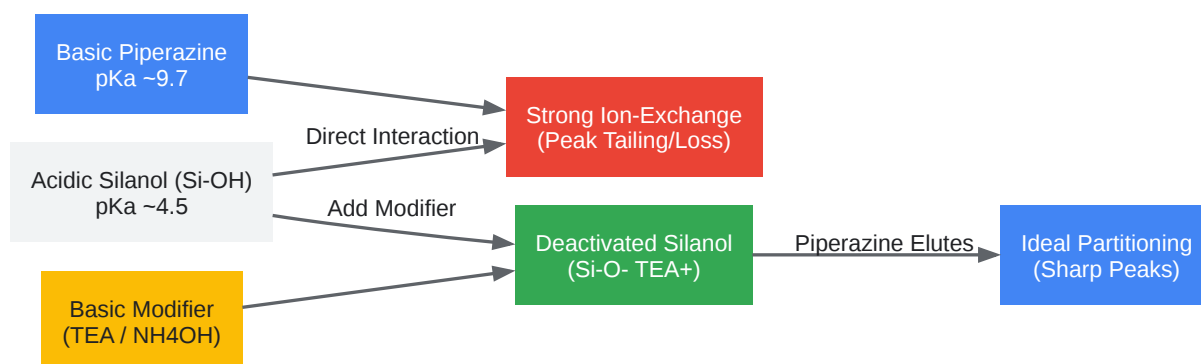 Basic Piperazine
pKa ~9.7
Strong Ion-Exchange
(Peak Tailing/Loss)
Direct Interaction
Acidic Silanol (Si-OH)
pKa ~4.5
Add Modifier
Deactivated Silanol
(Si-O- TEA+)
Piperazine Elutes
Ideal Partitioning
(Sharp Peaks)
Basic Modifier
(TEA / NH4OH)